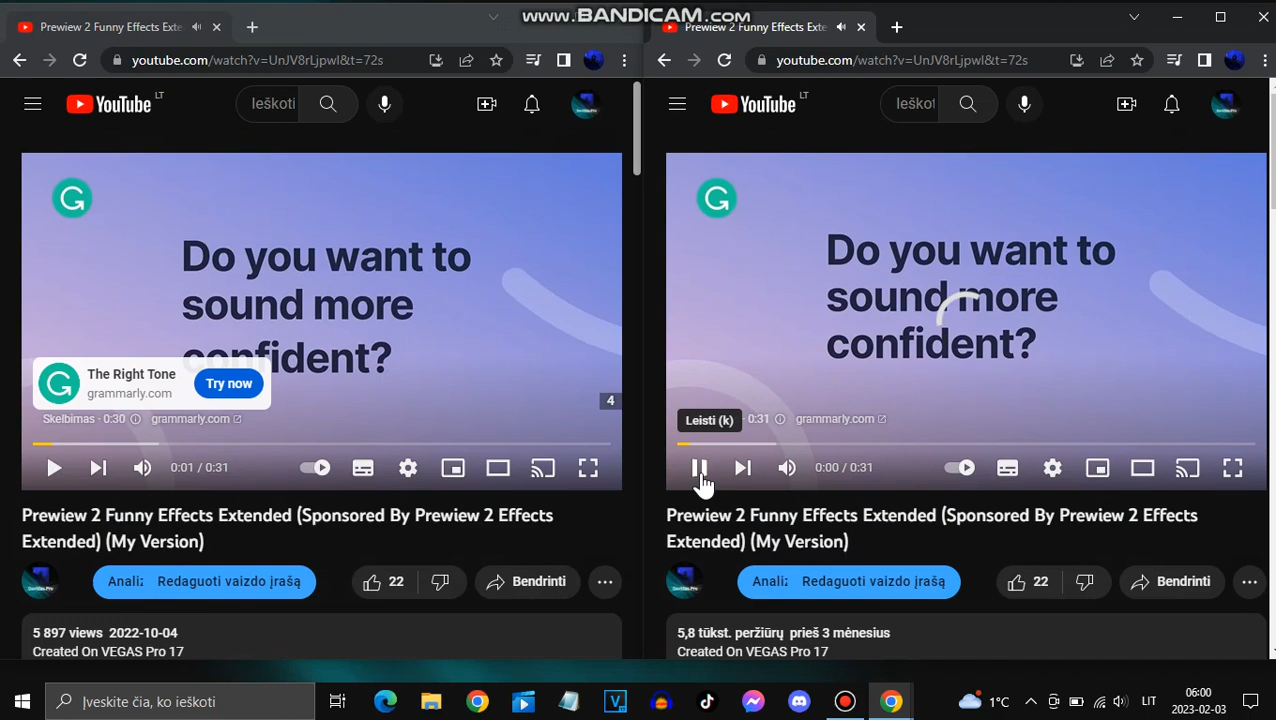 www.BANDICAM.com
Prewiew 2 Funny Effects Exte
Prewiew 2 Funny Effects Exte
youtube.com/watch?v=UnJV8rLjpwI&t=72s
youtube.com/watch?v=UnJV8rLjpwI&t=72s
YouTube LT
Ieškoti
YouTube LT
Ieškot
Do you want to
sound more
confident?
Do you want to
sound more
confident?
The Right Tone
grammarly.com
Try now
4
Skelbimas · 0:30 grammarly.com
Leisti (k)
0:31 grammarly.com
0:01 / 0:31
0:00 / 0:31
Prewiew 2 Funny Effects Extended (Sponsored By Prewiew 2 Effects
Extended) (My Version)
Prewiew 2 Funny Effects Extended (Sponsored By Prewiew 2 Effects
Extended) (My Version)
Redaguoti vaizdo įrašą
22
Bendrinti
Redaguoti vaizdo įrašą
22
Bendrinti
5 897 views 2022-10-04
Created On VEGAS Pro 17
5,8 tūkst. peržiūrų prieš 3 mėnesius
Created On VEGAS Pro 17
Įveskite čia, ko ieškoti
1°C
LIT
06:00
2023-02-03